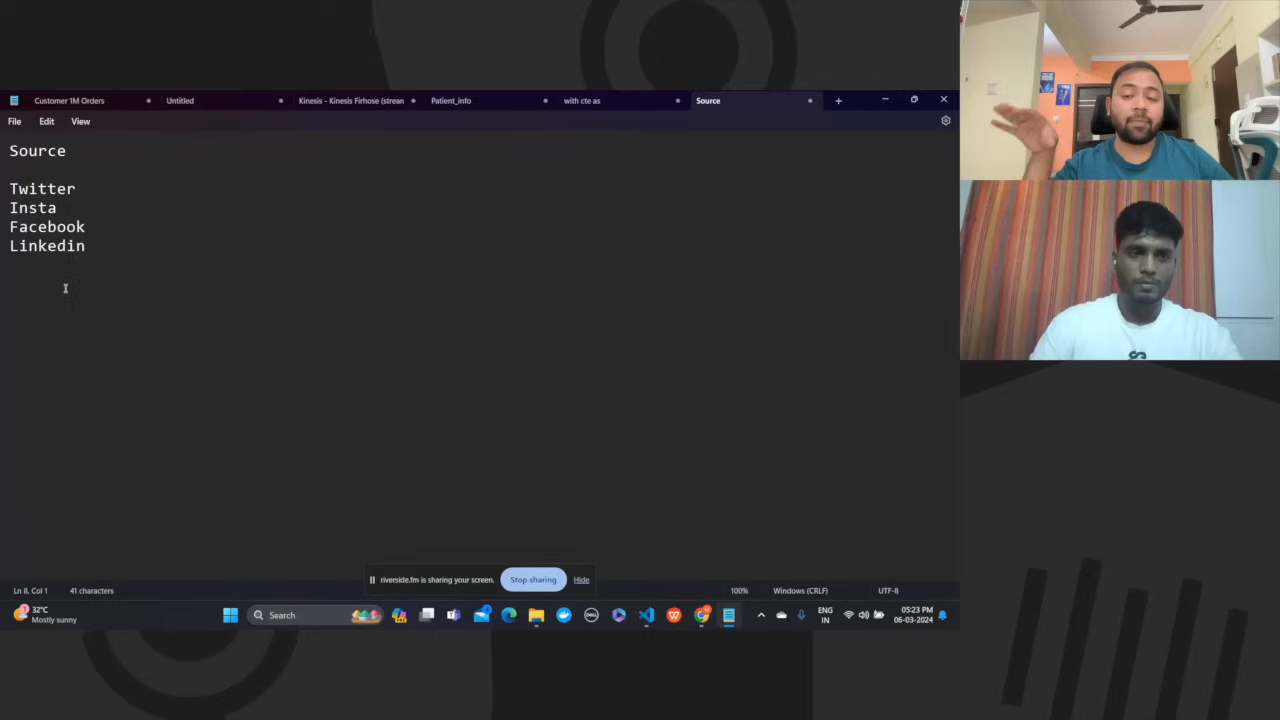 Customer 1M Orders
Untitled
Kinesis - Kinesis Firhose (strean
Patient_info
with cte as
Source
File
Edit
View
Source
Twitter
Insta
Facebook
Linkedin
riverside.fm is sharing your screen.
Stop sharing
Hide
Ln 8, Col 1
41 characters
100%
Windows (CRLF)
UTF-8
32°C
Mostly sunny
Search
ENG
IN
05:23 PM
06-03-2024